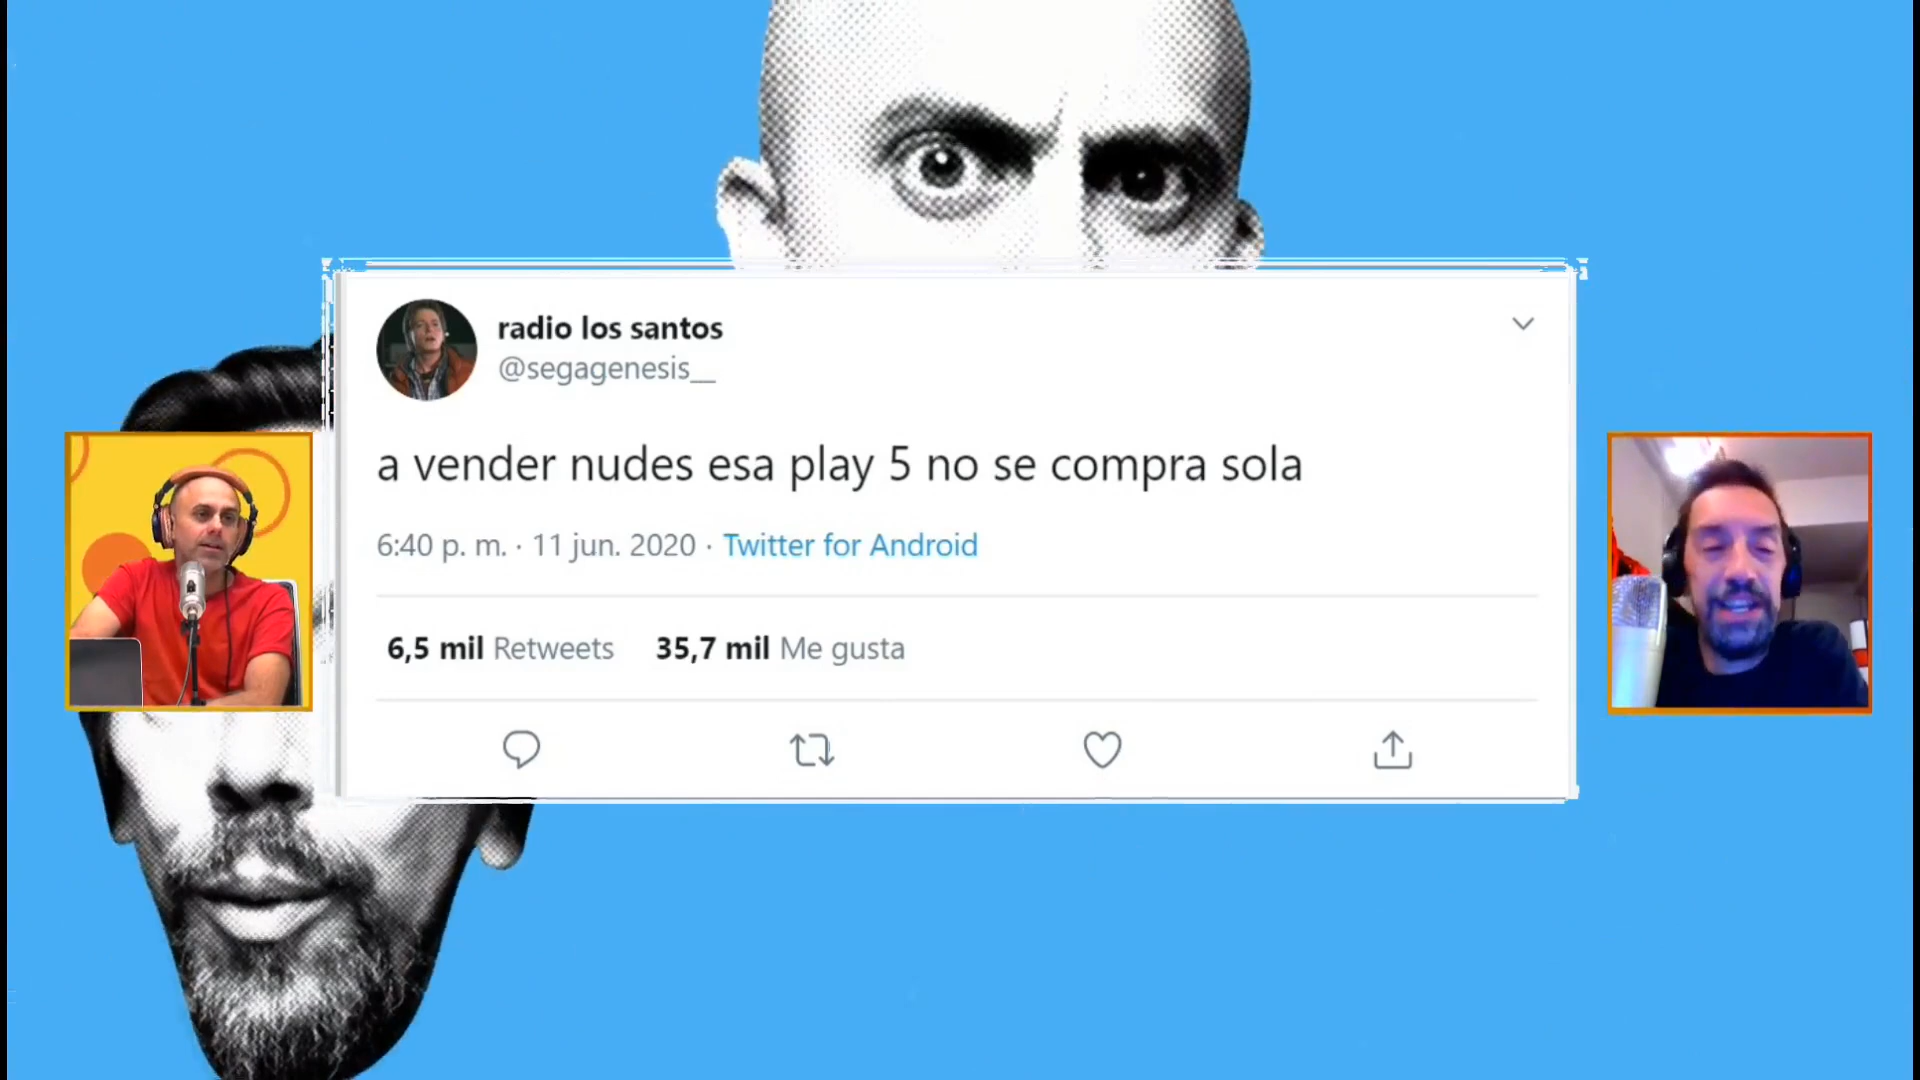 radio los santos
@segagenesis__
a vender nudes esa play 5 no se compra sola
6:40 p. m. · 11 jun. 2020 · Twitter for Android
6,5 mil Retweets 35,7 mil Me gusta